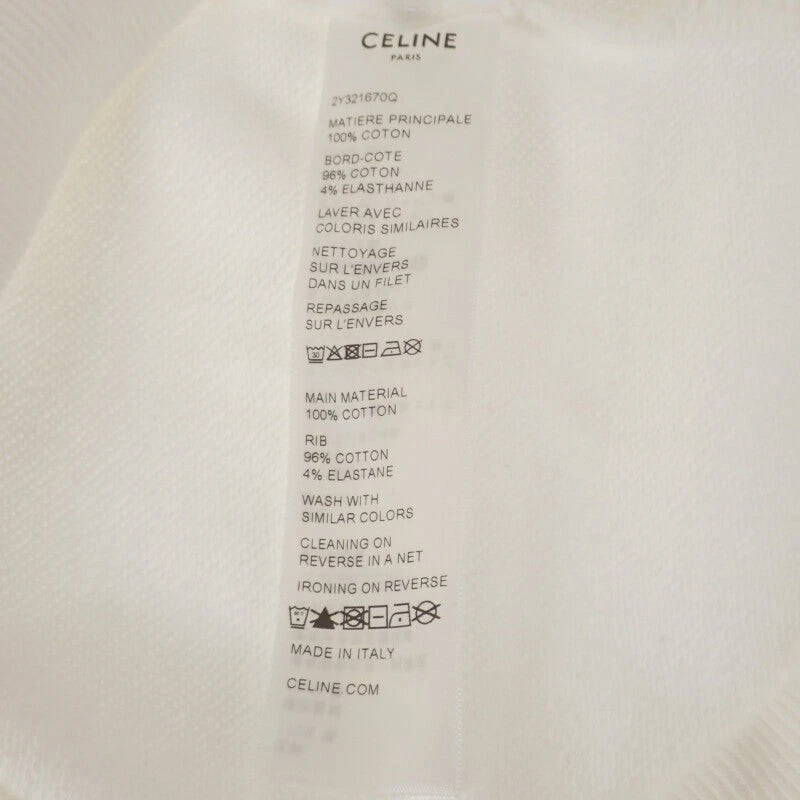 CELINE
PARIS
2Y321670Q
MATIERE PRINCIPALE
100% COTON
BORD-COTE
96% COTON
4% ELASTHANNE
LAVER AVEC
COLORIS SIMILAIRES
NETTOYAGE
SUR L'ENVERS
DANS UN FILET
REPASSAGE
SUR L'ENVERS
30
MAIN MATERIAL
100% COTTON
RIB
96% COTTON
4% ELASTANE
WASH WITH
SIMILAR COLORS
CLEANING ON
REVERSE IN A NET
IRONING ON REVERSE
MADE IN ITALY
CELINE.COM